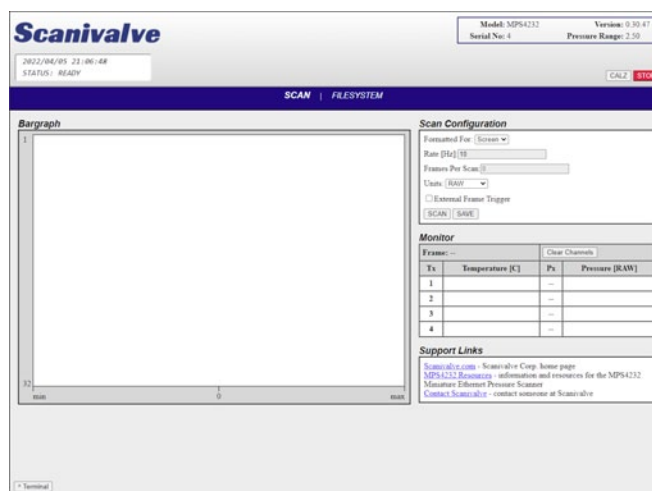 Scanivalve
Model: MPS4232 Version: 0.30.47
Serial No: 4 Pressure Range: 2.50
2022/04/05 21:06:48
STATUS: READY
CALZ STO
SCAN | FILESYSTEM
Bargraph
1
32
min 0 max
Scan Configuration
Formatted For: Screen
Rate [Hz]: 10
Frames Per Scan: 0
Units: RAW
External Frame Trigger
SCAN SAVE
Monitor
Frame: -- Clear Channels
Tx Temperature [C] Px Pressure [RAW]
1 --
2 --
3 --
4 --
Support Links
Scanivalve.com - Scanivalve Corp. home page
MPS4232 Resources - information and resources for the MPS4232
Miniature Ethernet Pressure Scanner
Contact Scanivalve - contact someone at Scanivalve
^ Terminal